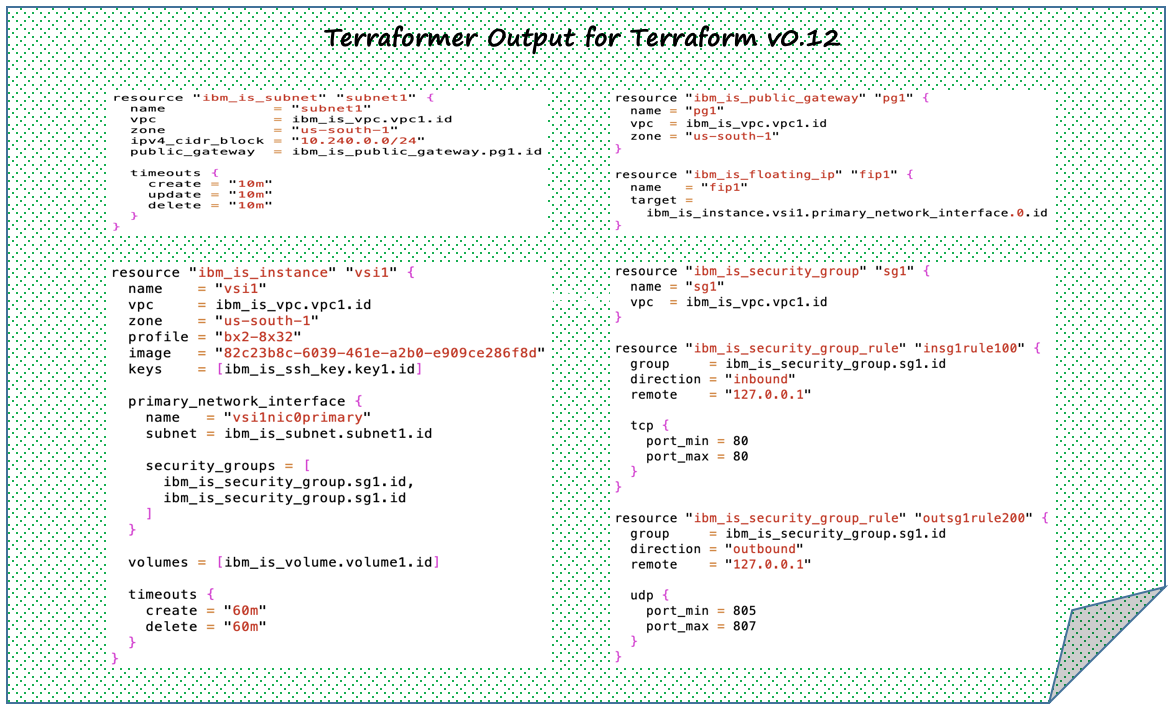 Terraformer Output for Terraform v0.12
resource "ibm_is_subnet" "subnet1" {
  name            = "subnet1"
  vpc             = ibm_is_vpc.vpc1.id
  zone            = "us-south-1"
  ipv4_cidr_block = "10.240.0.0/24"
  public_gateway  = ibm_is_public_gateway.pg1.id
  timeouts {
    create = "10m"
    update = "10m"
    delete = "10m"
  }
}
resource "ibm_is_instance" "vsi1" {
  name    = "vsi1"
  vpc     = ibm_is_vpc.vpc1.id
  zone    = "us-south-1"
  profile = "bx2-8x32"
  image   = "82c23b8c-6039-461e-a2b0-e909ce286f8d"
  keys    = [ibm_is_ssh_key.key1.id]
  primary_network_interface {
    name   = "vsi1nic0primary"
    subnet = ibm_is_subnet.subnet1.id
    security_groups = [
      ibm_is_security_group.sg1.id,
      ibm_is_security_group.sg1.id
    ]
  }
  volumes = [ibm_is_volume.volume1.id]
  timeouts {
    create = "60m"
    delete = "60m"
  }
}
resource "ibm_is_public_gateway" "pg1" {
  name = "pg1"
  vpc  = ibm_is_vpc.vpc1.id
  zone = "us-south-1"
}
resource "ibm_is_floating_ip" "fip1" {
  name   = "fip1"
  target =
    ibm_is_instance.vsi1.primary_network_interface.0.id
}
resource "ibm_is_security_group" "sg1" {
  name = "sg1"
  vpc  = ibm_is_vpc.vpc1.id
}
resource "ibm_is_security_group_rule" "insg1rule100" {
  group     = ibm_is_security_group.sg1.id
  direction = "inbound"
  remote    = "127.0.0.1"
  tcp {
    port_min = 80
    port_max = 80
  }
}
resource "ibm_is_security_group_rule" "outsg1rule200" {
  group     = ibm_is_security_group.sg1.id
  direction = "outbound"
  remote    = "127.0.0.1"
  udp {
    port_min = 805
    port_max = 807
  }
}